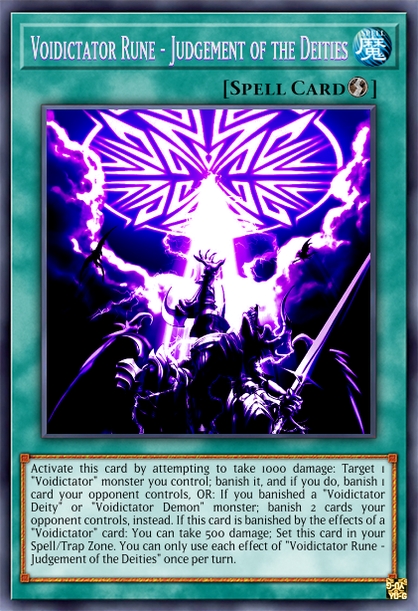 Voidictator Rune - Judgement of the Deities
SPELL
魔
[Spell Card]
Activate this card by attempting to take 1000 damage: Target 1
"Voidictator" monster you control; banish it, and if you do, banish 1
card your opponent controls, OR: If you banished a "Voidictator
Deity" or "Voidictator Demon" monster; banish 2 cards your
opponent controls, instead. If this card is banished by the effects of a
"Voidictator" card: You can take 500 damage; Set this card in your
Spell/Trap Zone. You can only use each effect of "Voidictator Rune -
Judgement of the Deities" once per turn.